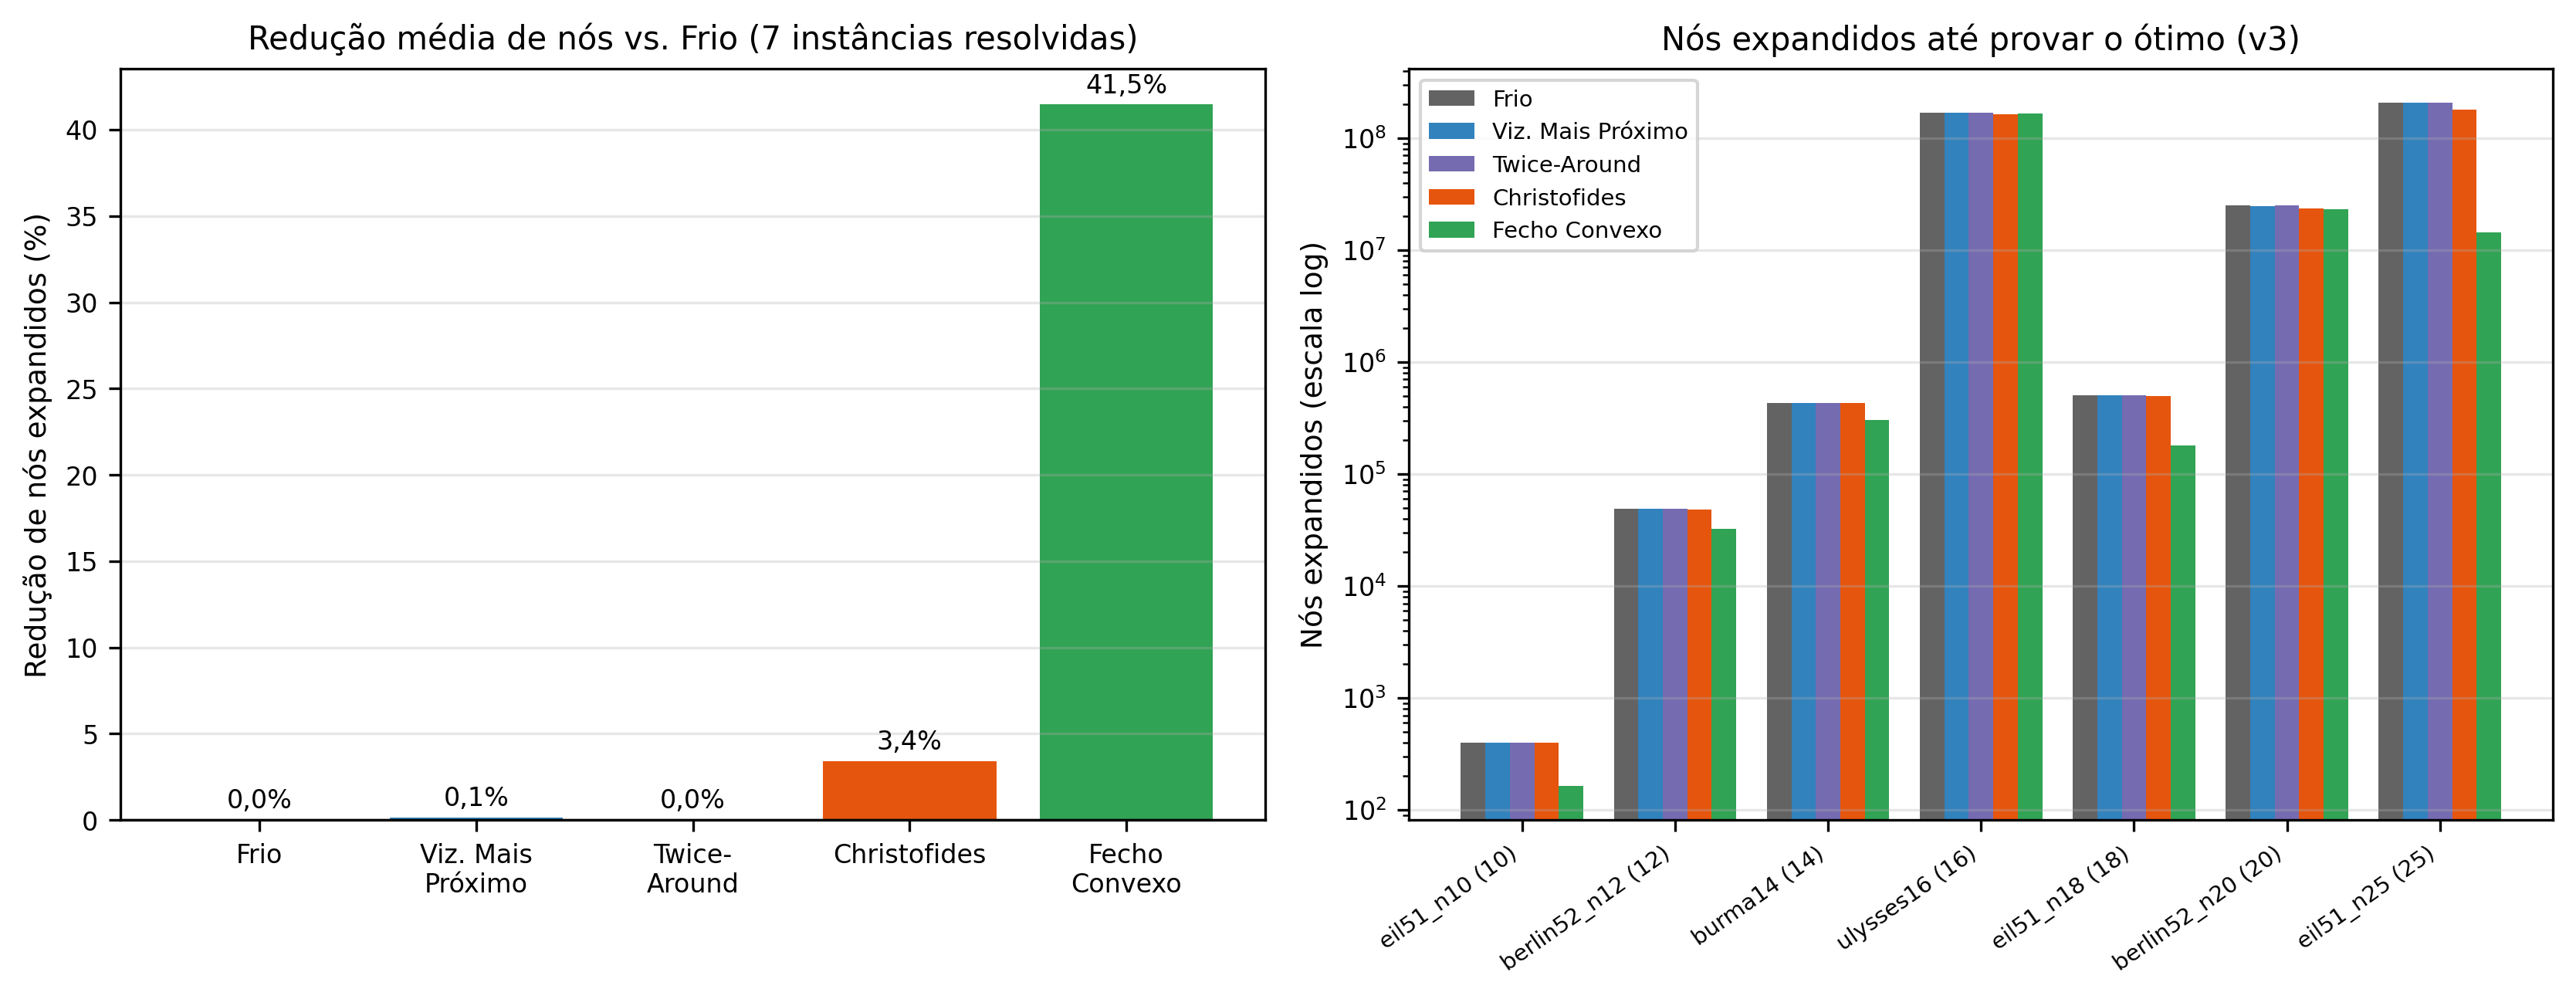 Redução média de nós vs. Frio (7 instâncias resolvidas)
Redução de nós expandidos (%)
40
35
30
25
20
15
10
5
0
0,0%
0,1%
0,0%
3,4%
41,5%
Frio
Viz. Mais
Próximo
Twice-
Around
Christofides
Fecho
Convexo
Nós expandidos até provar o ótimo (v3)
Nós expandidos (escala log)
10⁸
10⁷
10⁶
10⁵
10⁴
10³
10²
Frio
Viz. Mais Próximo
Twice-Around
Christofides
Fecho Convexo
eil51_n10 (10)
berlin52_n12 (12)
burma14 (14)
ulysses16 (16)
eil51_n18 (18)
berlin52_n20 (20)
eil51_n25 (25)